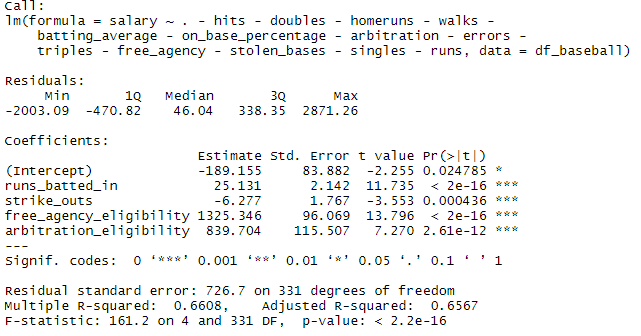 Call:
lm(formula = salary ~ . - hits - doubles - homeruns - walks -
    batting_average - on_base_percentage - arbitration - errors -
    triples - free_agency - stolen_bases - singles - runs, data = df_baseball)
Residuals:
     Min       1Q   Median       3Q      Max
-2003.09  -470.82    46.04   338.35  2871.26
Coefficients:
                        Estimate Std. Error t value Pr(>|t|)
(Intercept)             -189.155     83.882  -2.255 0.024785 *
runs_batted_in            25.131      2.142  11.735  < 2e-16 ***
strike_outs               -6.277      1.767  -3.553 0.000436 ***
free_agency_eligibility 1325.346     96.069  13.796  < 2e-16 ***
arbitration_eligibility  839.704    115.507   7.270 2.61e-12 ***
---
Signif. codes:  0 ‘***’ 0.001 ‘**’ 0.01 ‘*’ 0.05 ‘.’ 0.1 ‘ ’ 1
Residual standard error: 726.7 on 331 degrees of freedom
Multiple R-squared:  0.6608,    Adjusted R-squared:  0.6567
F-statistic: 161.2 on 4 and 331 DF,  p-value: < 2.2e-16